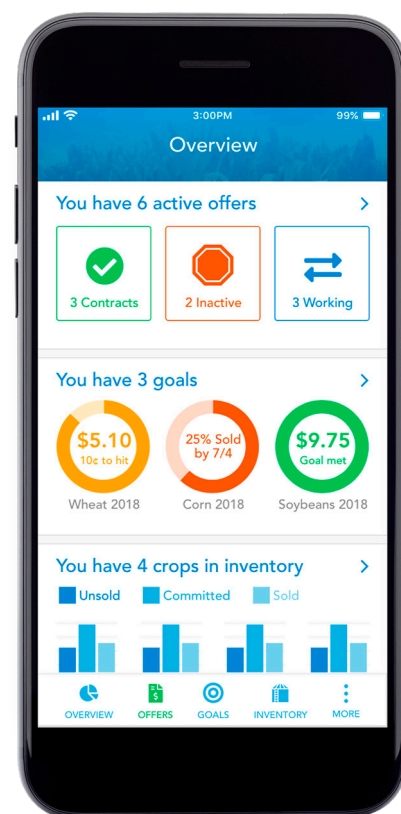 3:00PM
99%
Overview
You have 6 active offers
3 Contracts
2 Inactive
3 Working
You have 3 goals
$5.10
10¢ to hit
25% Sold
by 7/4
$9.75
Goal met
Wheat 2018
Corn 2018
Soybeans 2018
You have 4 crops in inventory
Unsold
Committed
Sold
$
OVERVIEW
OFFERS
GOALS
INVENTORY
MORE